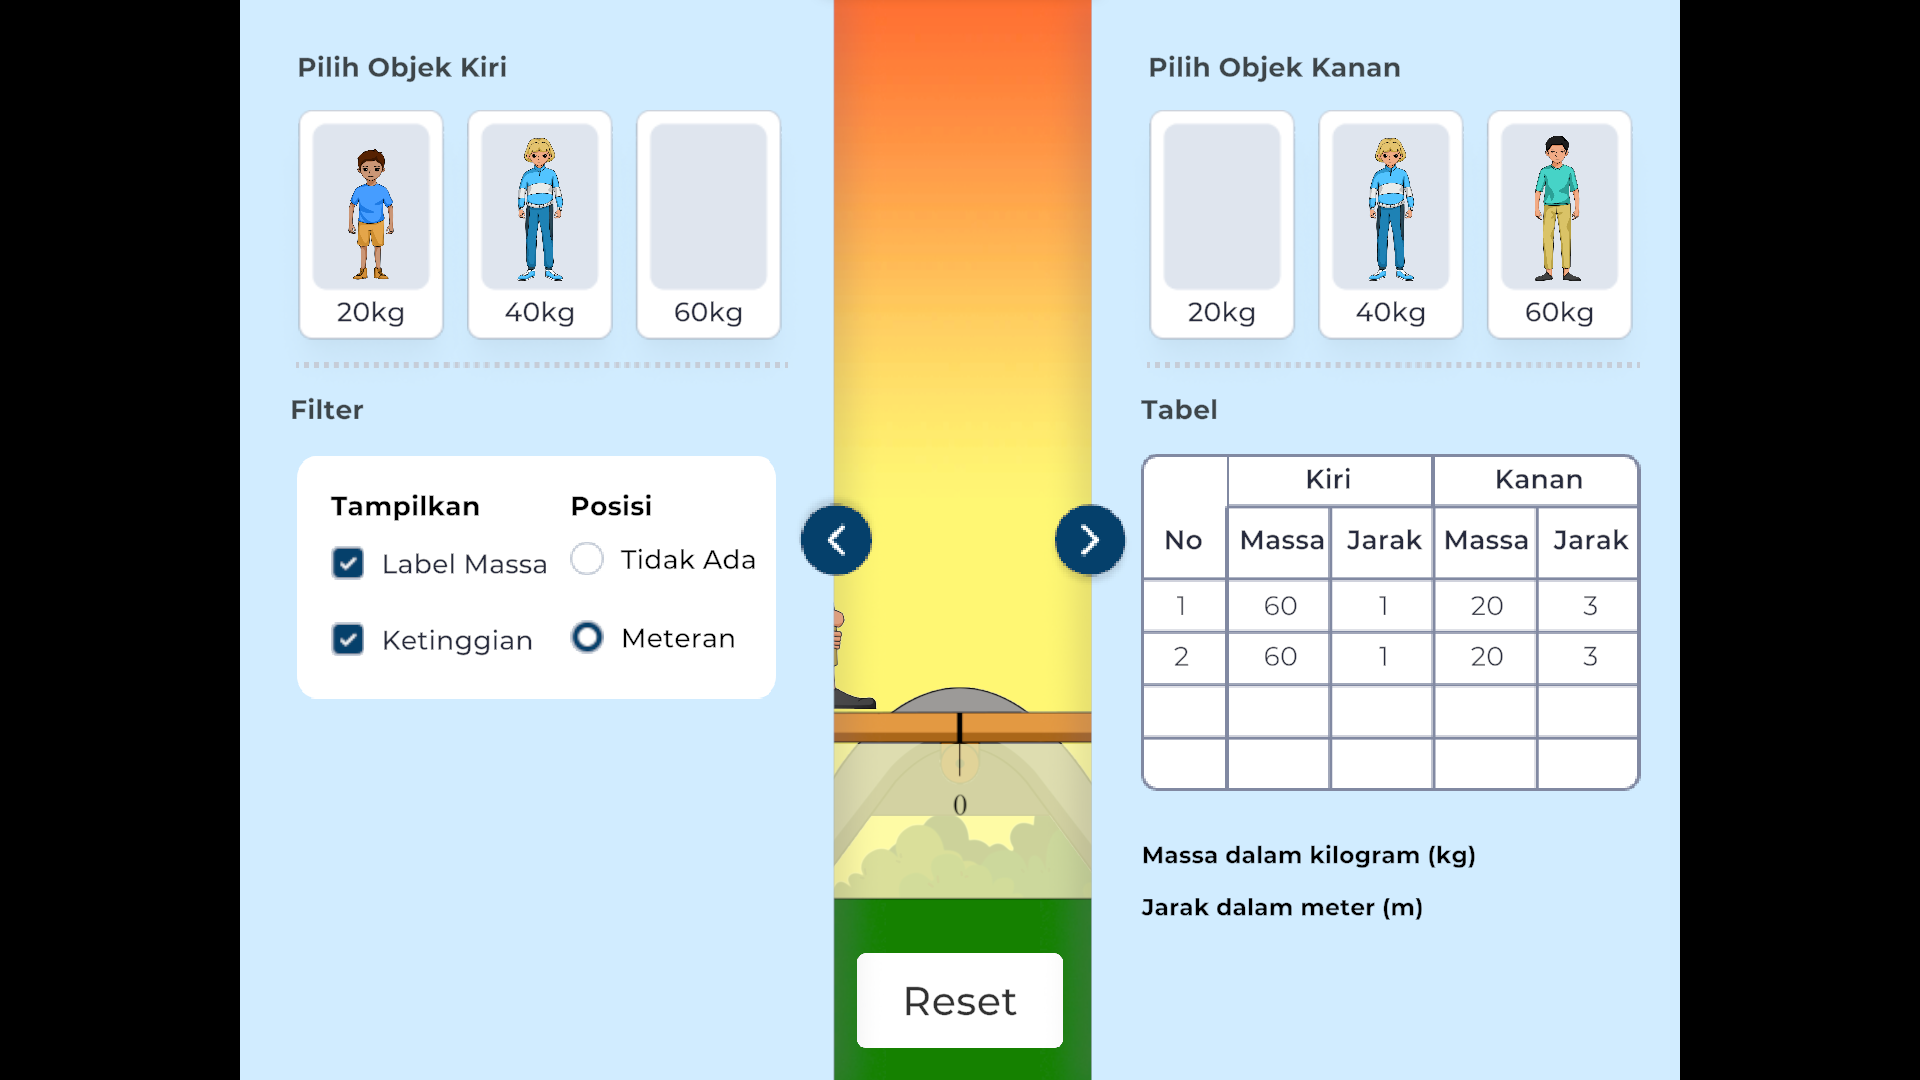 Pilih Objek Kiri
20kg
40kg
60kg
Filter
Tampilkan
Label Massa
Ketinggian
Posisi
Tidak Ada
Meteran
0
Reset
Pilih Objek Kanan
20kg
40kg
60kg
Tabel
Kiri Kanan
No Massa Jarak Massa Jarak
1 60 1 20 3
2 60 1 20 3
Massa dalam kilogram (kg)
Jarak dalam meter (m)